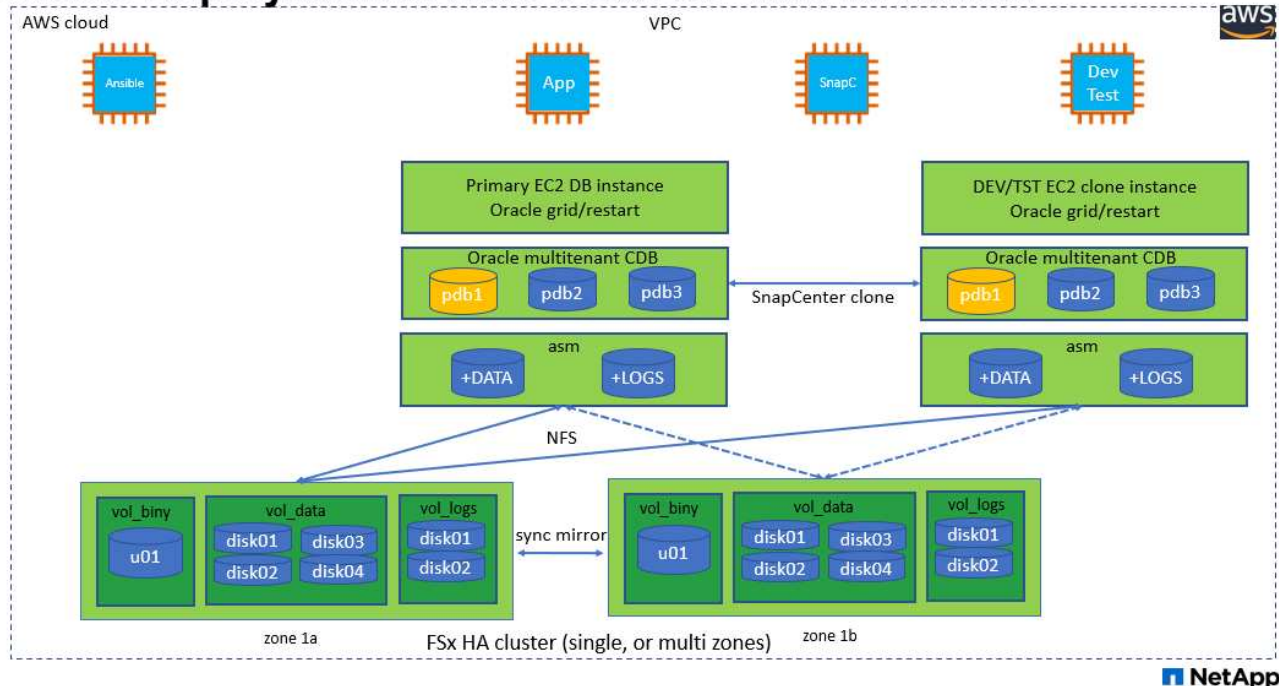 AWS cloud
VPC
aws
Ansible
App
SnapC
Dev
Test
Primary EC2 DB instance
Oracle grid/restart
DEV/TST EC2 clone instance
Oracle grid/restart
Oracle multitenant CDB
pdb1
pdb2
pdb3
SnapCenter clone
Oracle multitenant CDB
pdb1
pdb2
pdb3
asm
+DATA
+LOGS
asm
+DATA
+LOGS
NFS
vol_biny
u01
vol_data
disk01
disk03
disk02
disk04
vol_logs
disk01
disk02
sync mirror
vol_biny
u01
vol_data
disk01
disk03
disk02
disk04
vol_logs
disk01
disk02
zone 1a
FSx HA cluster (single, or multi zones)
zone 1b
NetApp